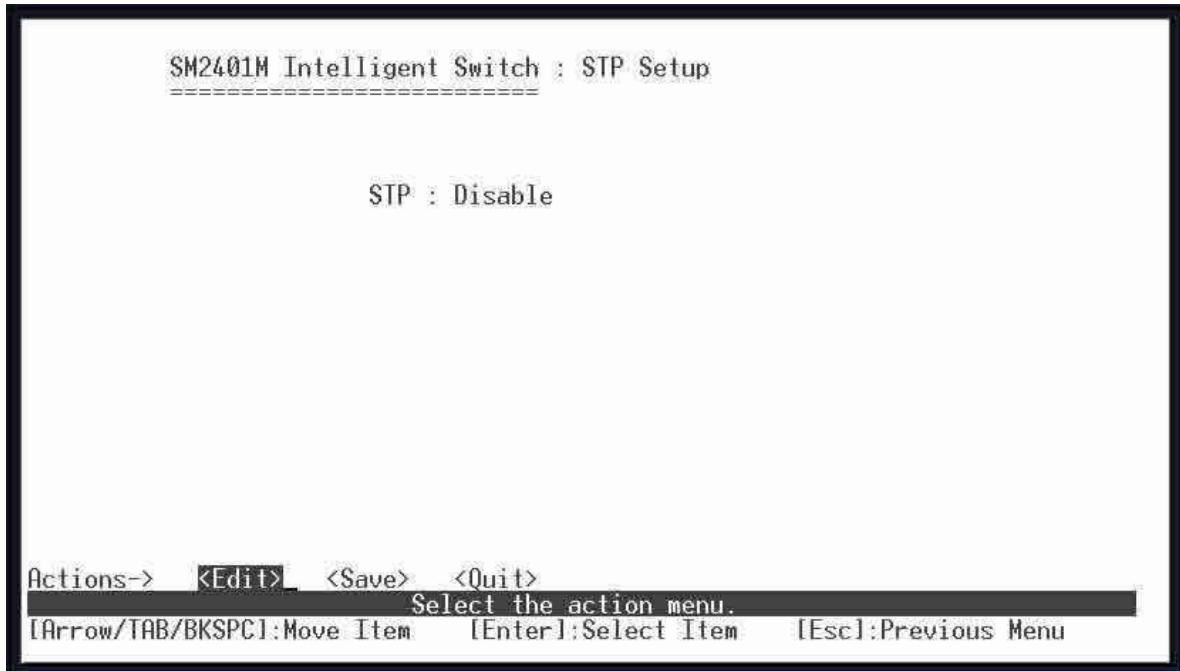 SM2401M Intelligent Switch : STP Setup
==========================
STP : Disable
Actions-> <Edit> <Save> <Quit>
Select the action menu.
[Arrow/TAB/BKSPC]:Move Item [Enter]:Select Item [Esc]:Previous Menu